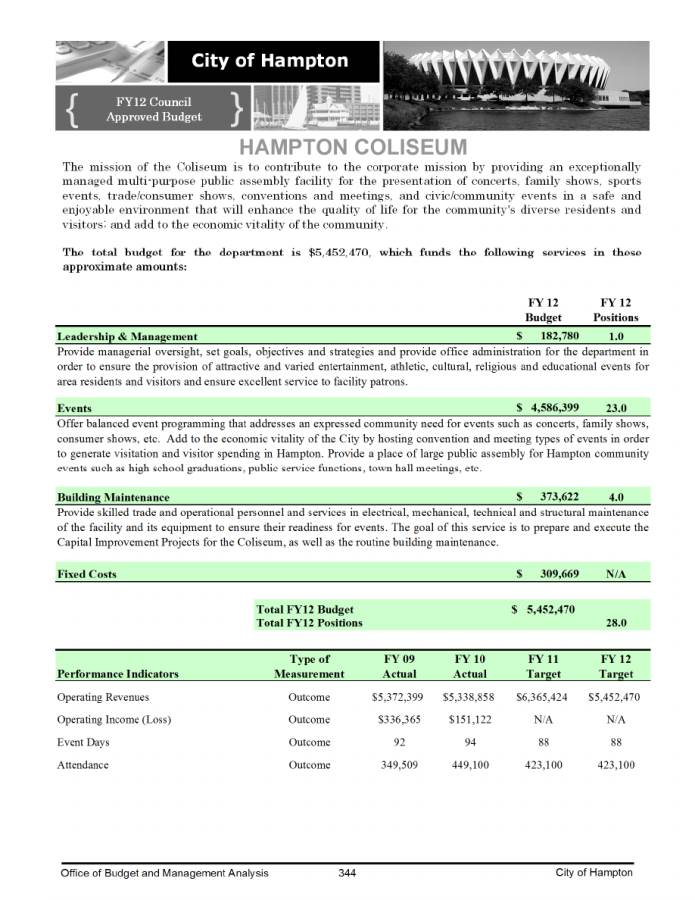 City of Hampton
FY12 Council
Approved Budget
HAMPTON COLISEUM
The mission of the Coliseum is to contribute to the corporate mission by providing an exceptionally
managed multi-purpose public assembly facility for the presentation of concerts, family shows, sports
events, trade/consumer shows, conventions and meetings, and civic/community events in a safe and
enjoyable environment that will enhance the quality of life for the community's diverse residents and
visitors; and add to the economic vitality of the community.
The total budget for the department is $5,452,470, which funds the following services in these
approximate amounts:
FY 12 FY 12
Budget Positions
Leadership & Management $ 182,780 1.0
Provide managerial oversight, set goals, objectives and strategies and provide office administration for the department in
order to ensure the provision of attractive and varied entertainment, athletic, cultural, religious and educational events for
area residents and visitors and ensure excellent service to facility patrons.
Events $ 4,586,399 23.0
Offer balanced event programming that addresses an expressed community need for events such as concerts, family shows,
consumer shows, etc. Add to the economic vitality of the City by hosting convention and meeting types of events in order
to generate visitation and visitor spending in Hampton. Provide a place of large public assembly for Hampton community
events such as high school graduations, public service functions, town hall meetings, etc.
Building Maintenance $ 373,622 4.0
Provide skilled trade and operational personnel and services in electrical, mechanical, technical and structural maintenance
of the facility and its equipment to ensure their readiness for events. The goal of this service is to prepare and execute the
Capital Improvement Projects for the Coliseum, as well as the routine building maintenance.
Fixed Costs $ 309,669 N/A
Total FY12 Budget $ 5,452,470
Total FY12 Positions 28.0
Type of FY 09 FY 10 FY 11 FY 12
Performance Indicators Measurement Actual Actual Target Target
Operating Revenues Outcome $5,372,399 $5,338,858 $6,365,424 $5,452,470
Operating Income (Loss) Outcome $336,365 $151,122 N/A N/A
Event Days Outcome 92 94 88 88
Attendance Outcome 349,509 449,100 423,100 423,100
Office of Budget and Management Analysis 344 City of Hampton